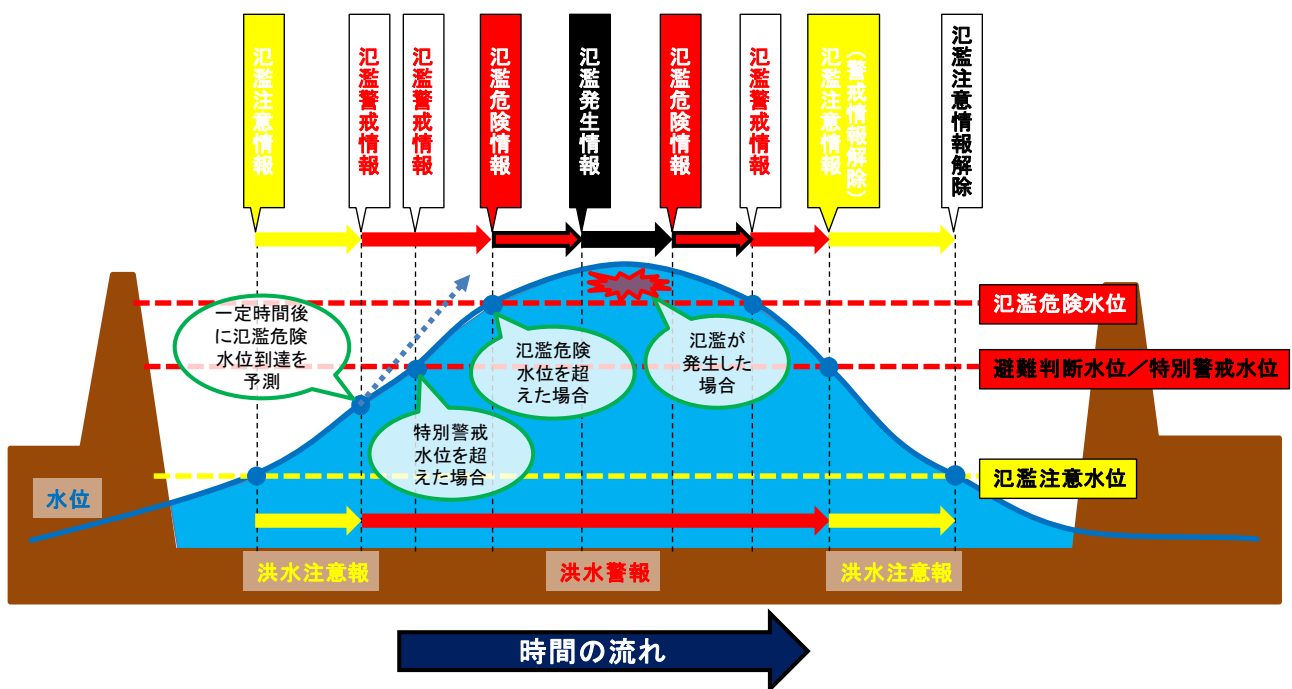 氾濫注意情報
氾濫警戒情報
氾濫警戒情報
氾濫危険情報
氾濫発生情報
氾濫危険情報
氾濫警戒情報
(警戒情報解除)
氾濫注意情報
氾濫注意情報解除
一定時間後
に氾濫危険
水位到達を
予測
特別警戒
水位を超
えた場合
氾濫危険
水位を超
えた場合
氾濫が
発生した
場合
氾濫危険水位
避難判断水位/特別警戒水位
氾濫注意水位
水位
洪水注意報
洪水警報
洪水注意報
時間の流れ